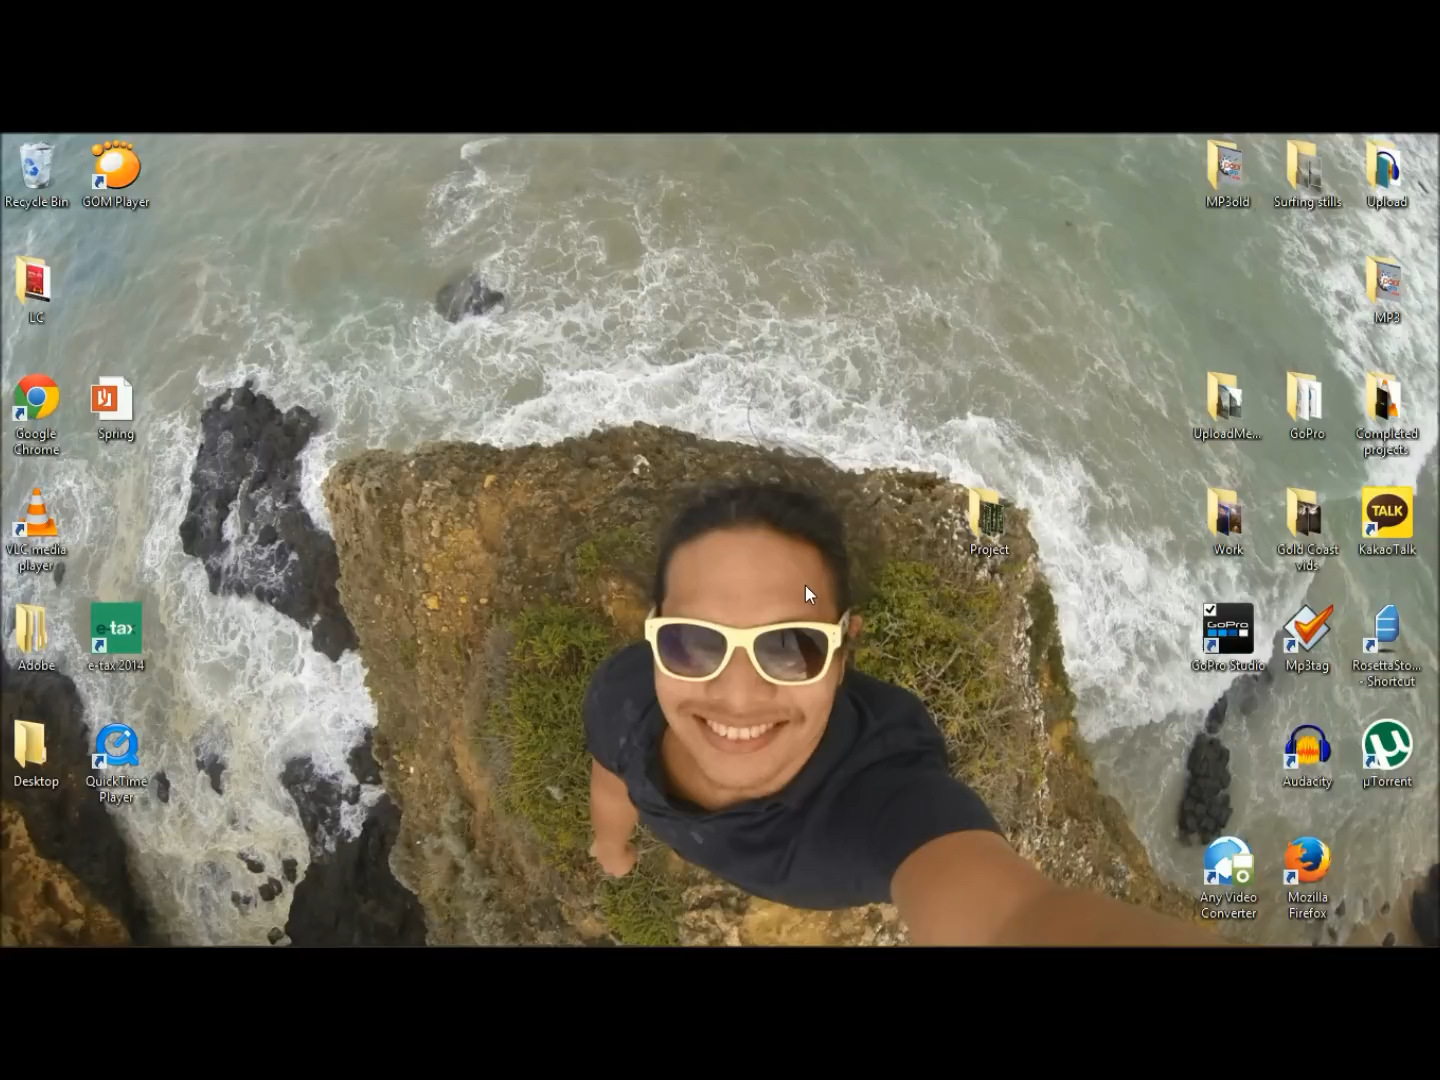 Recycle Bin
GOM Player
MP3old
Surfing stills
Upload
LC
MP3
Google
Chrome
Spring
UploadMe...
GoPro
Completed
projects
TALK
VLC media
player
Project
Work
Gold Coast
vids
KakaoTalk
e-tax
GoPro
Adobe
e-tax 2014
GoPro Studio
Mp3tag
RosettaSto...
- Shortcut
Desktop
QuickTime
Player
Audacity
µTorrent
Any Video
Converter
Mozilla
Firefox